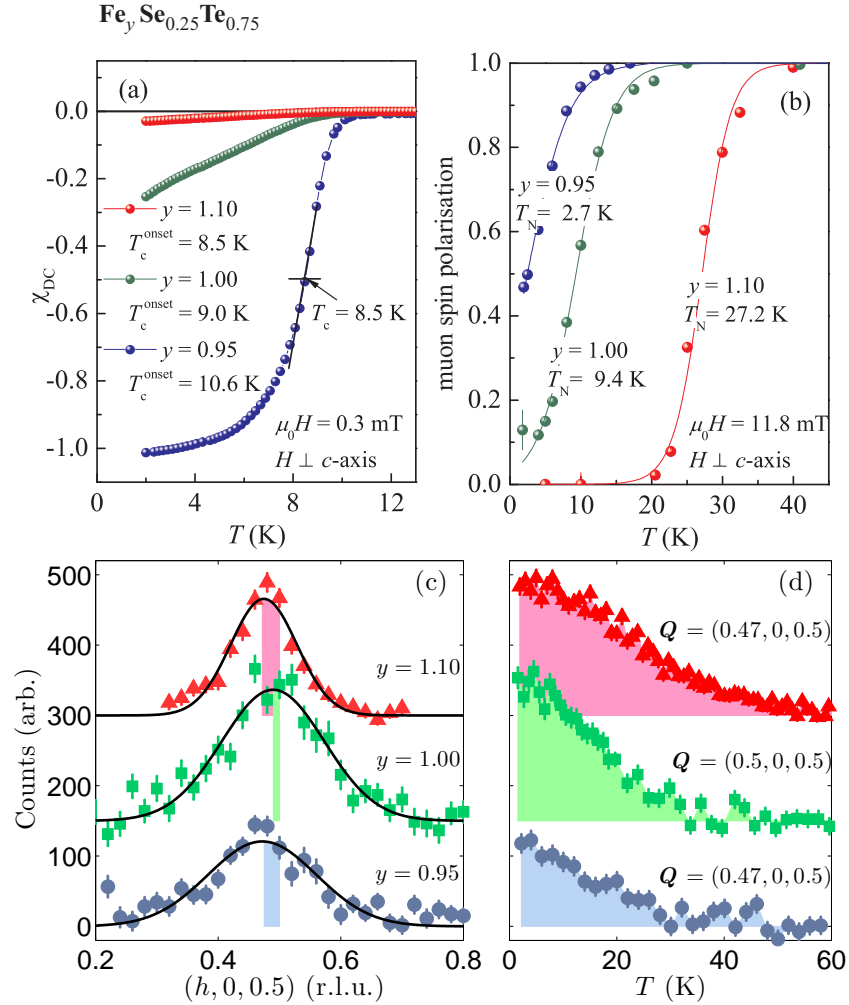 Fe_y Se_0.25 Te_0.75
(a)
0.0
-0.2
-0.4
-0.6
-0.8
-1.0
χ_DC
y = 1.10
T_c^onset = 8.5 K
y = 1.00
T_c^onset = 9.0 K
y = 0.95
T_c^onset = 10.6 K
T_c = 8.5 K
μ_0H = 0.3 mT
H ⊥ c-axis
0 4 8 12
T (K)
(b)
1.0
0.8
0.6
0.4
0.2
0.0
muon spin polarisation
y = 0.95
T_N = 2.7 K
y = 1.10
T_N = 27.2 K
y = 1.00
T_N = 9.4 K
μ_0H = 11.8 mT
H ⊥ c-axis
0 10 20 30 40
T (K)
(c)
500
400
300
200
100
0
Counts (arb.)
y = 1.10
y = 1.00
y = 0.95
0.2 0.4 0.6 0.8
(h, 0, 0.5) (r.l.u.)
(d)
Q = (0.47, 0, 0.5)
Q = (0.5, 0, 0.5)
Q = (0.47, 0, 0.5)
0 20 40 60
T (K)